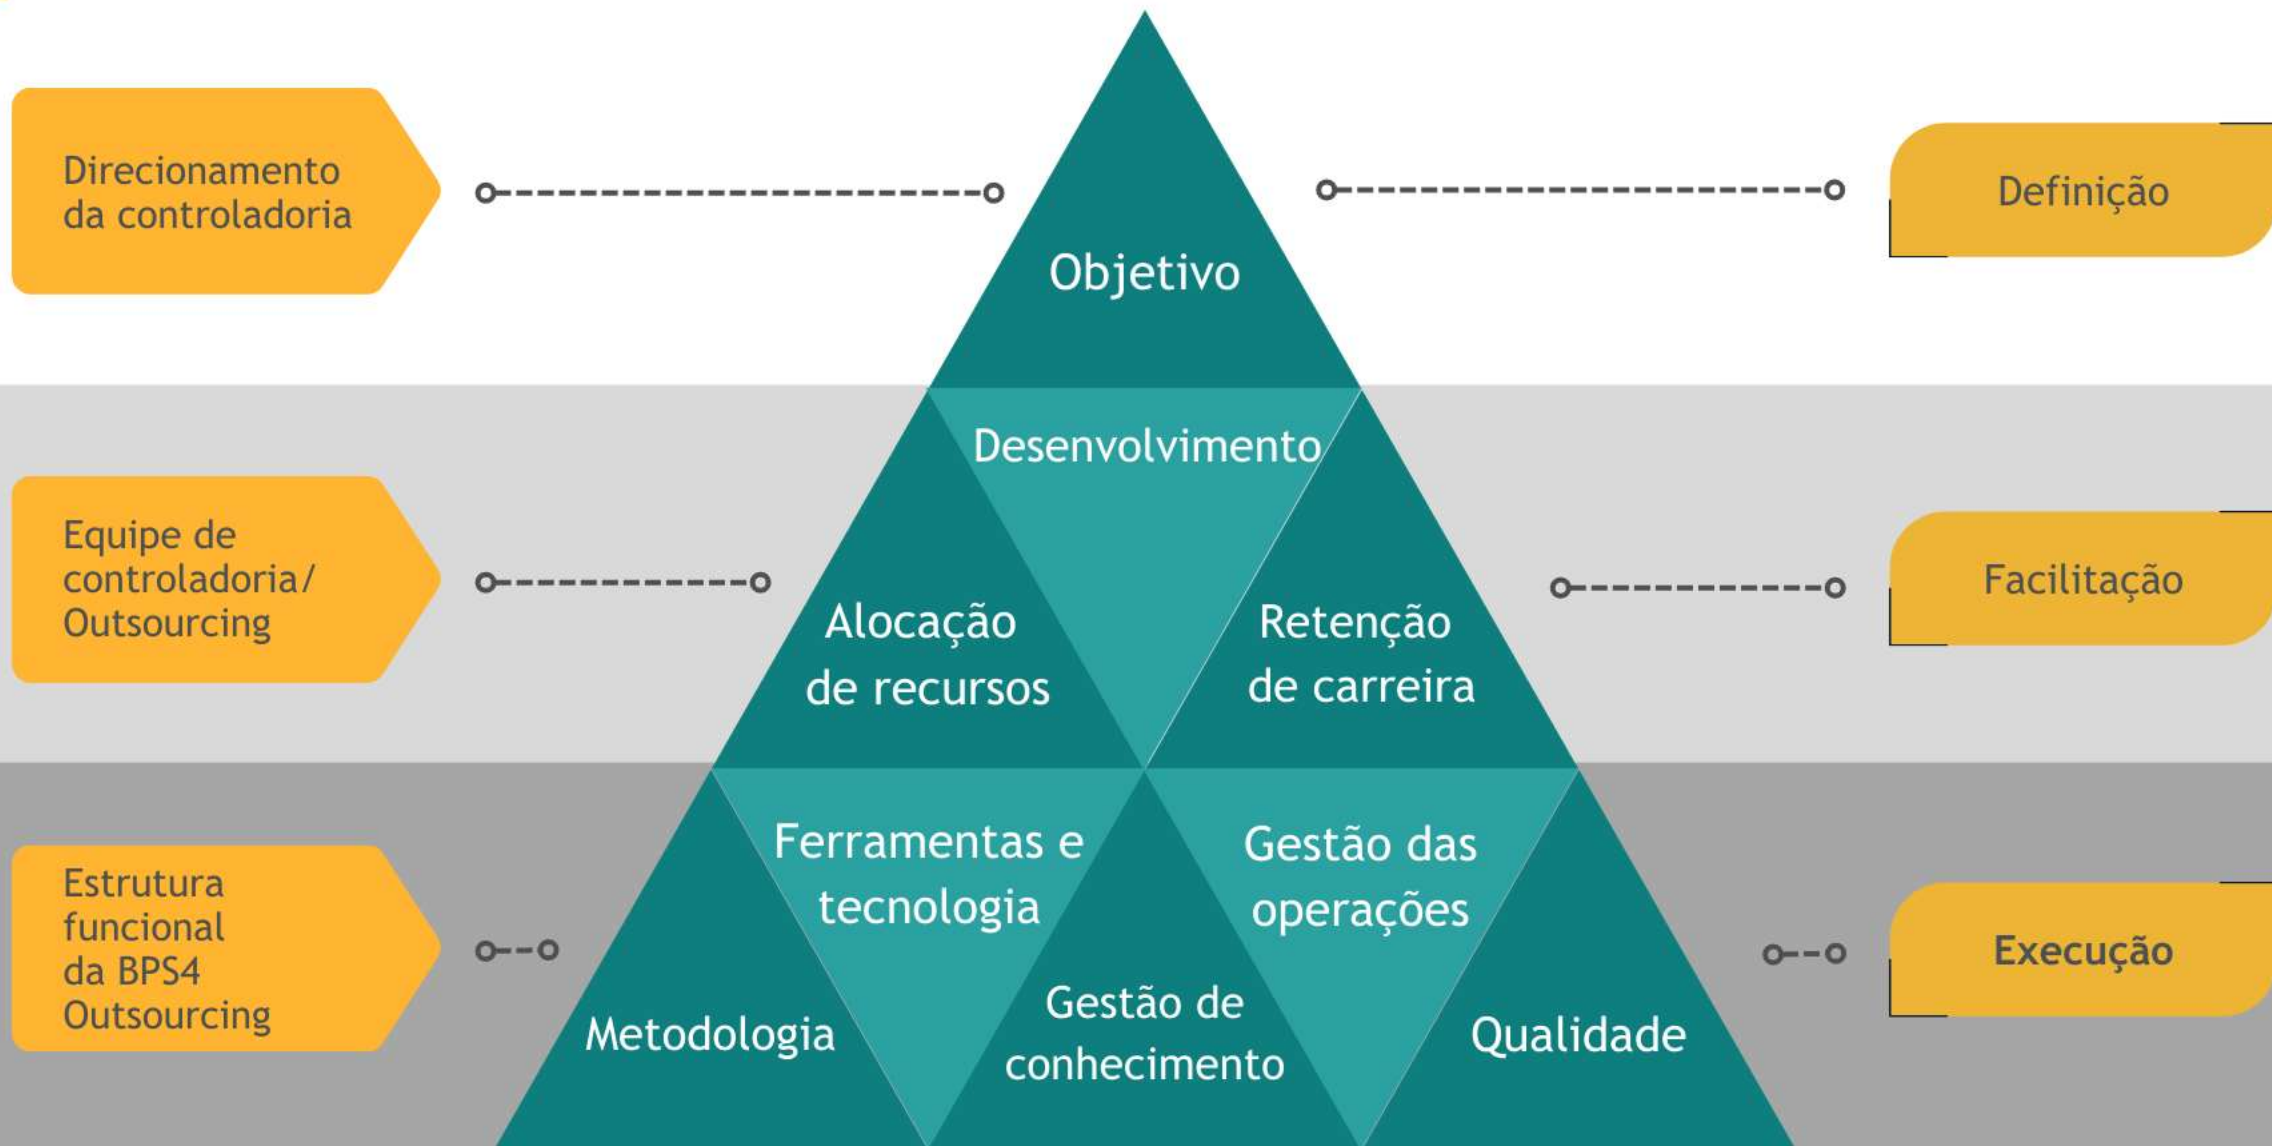 Direcionamento
da controladoria
Objetivo
Definição
Equipe de
controladoria/
Outsourcing
Desenvolvimento
Alocação
de recursos
Retenção
de carreira
Facilitação
Estrutura
funcional
da BPS4
Outsourcing
Metodologia
Ferramentas e
tecnologia
Gestão de
conhecimento
Gestão das
operações
Qualidade
Execução